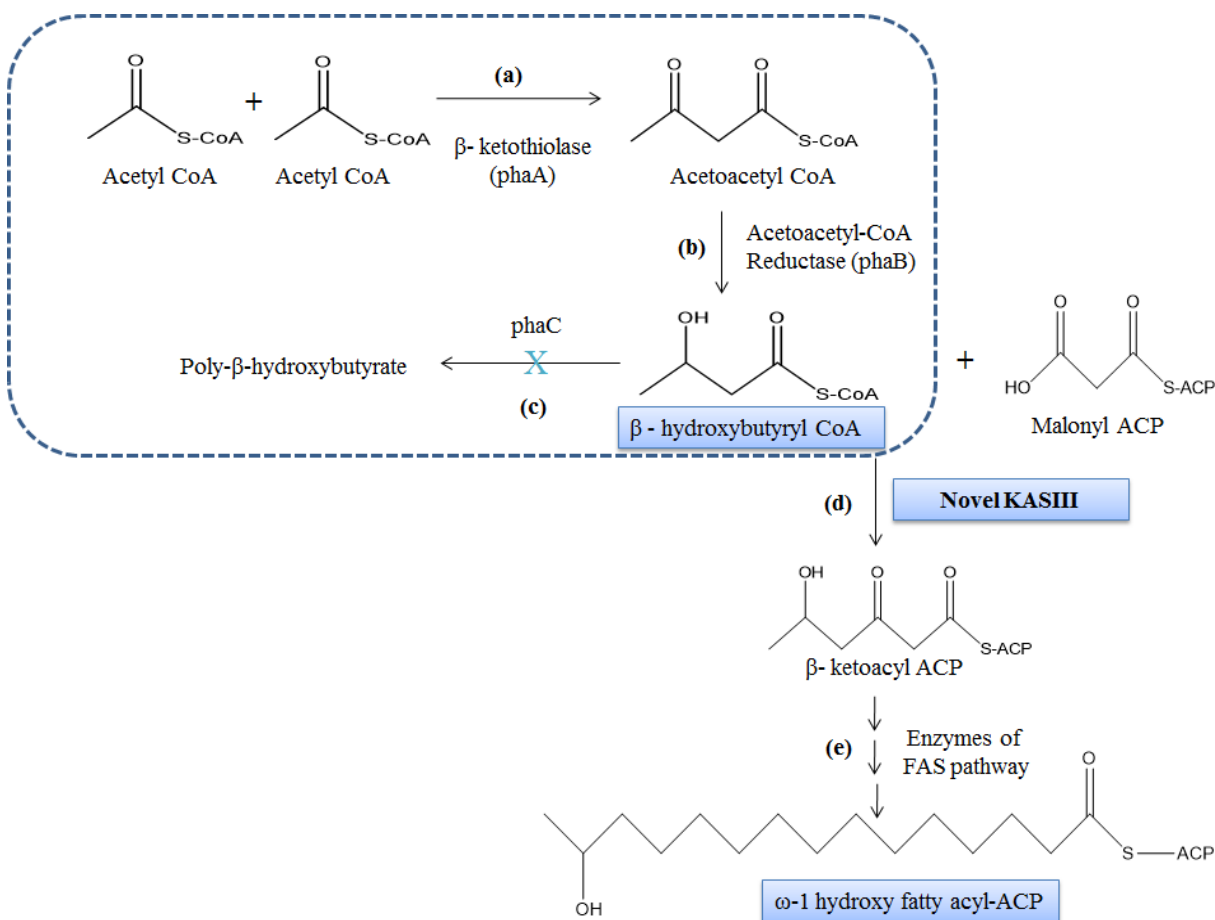 O
O
O
O
(a)
+
S-CoA
S-CoA
S-CoA
Acetyl CoA
Acetyl CoA
β- ketothiolase
(phaA)
Acetoacetyl CoA
(b)
Acetoacetyl-CoA
Reductase (phaB)
OH
O
O
O
phaC
Poly-β-hydroxybutyrate
X
(c)
S-CoA
+
HO
S-ACP
β - hydroxybutyryl CoA
Malonyl ACP
(d)
Novel KASIII
OH
O
O
S-ACP
β- ketoacyl ACP
(e)
Enzymes of
FAS pathway
O
S
ACP
OH
ω-1 hydroxy fatty acyl-ACP